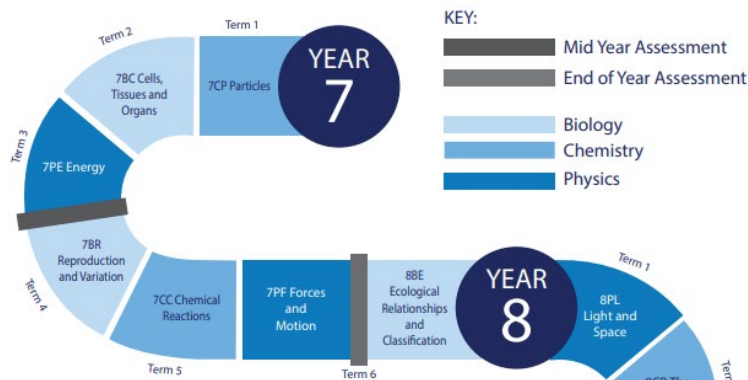 KEY:
Mid Year Assessment
End of Year Assessment
Biology
Chemistry
Physics
YEAR
7
Term 1
7CP Particles
Term 2
7BC Cells,
Tissues and
Organs
Term 3
7PE Energy
Term 4
7BR
Reproduction
and Variation
Term 5
7CC Chemical
Reactions
7PF Forces
and
Motion
Term 6
8BE
Ecological
Relationships
and
Classification
YEAR
8
Term 1
8PL
Light and
Space